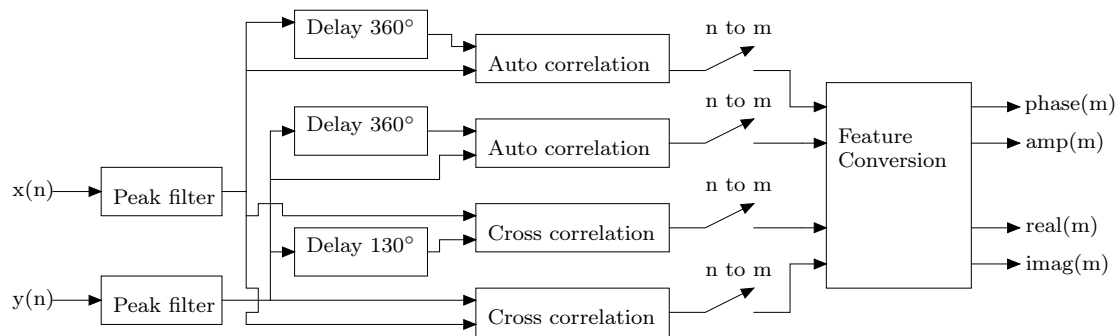 Delay 360°
n to m
Auto correlation
n to m
phase(m)
Delay 360°
Feature
Conversion
amp(m)
Auto correlation
x(n)
Peak filter
n to m
Cross correlation
real(m)
Delay 130°
imag(m)
n to m
y(n)
Peak filter
Cross correlation